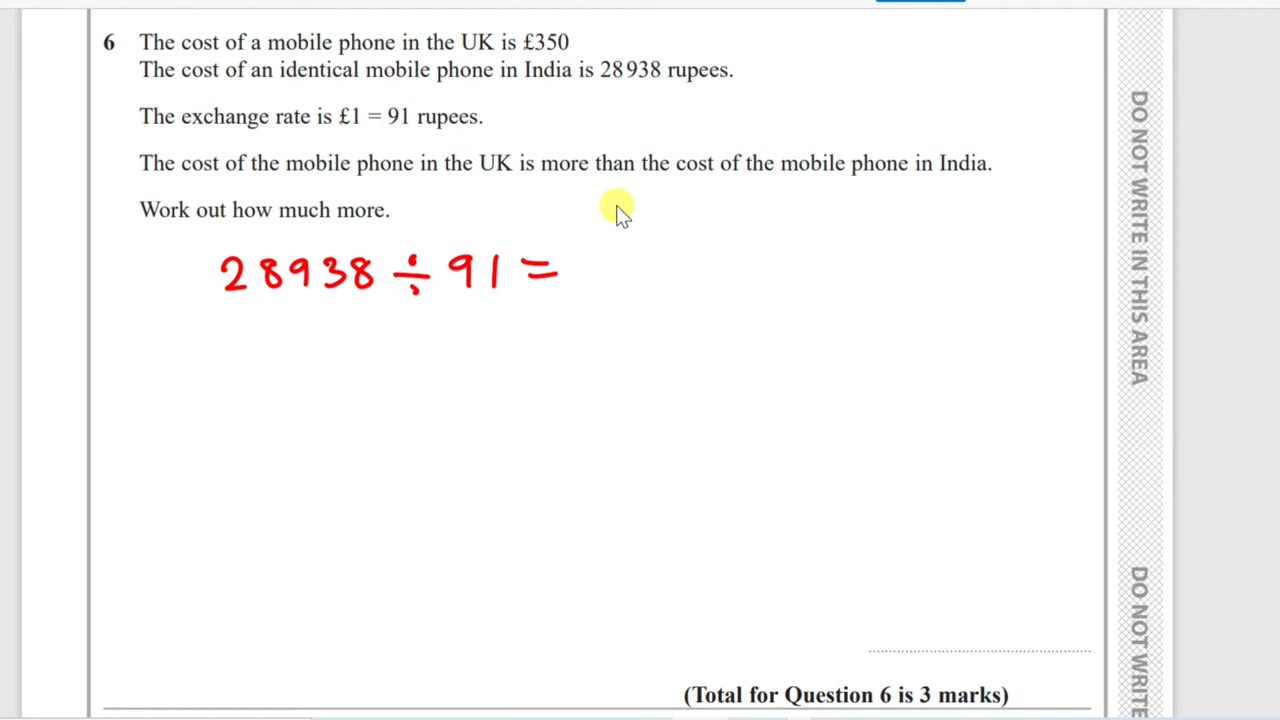 6 The cost of a mobile phone in the UK is £350
The cost of an identical mobile phone in India is 28 938 rupees.
The exchange rate is £1 = 91 rupees.
The cost of the mobile phone in the UK is more than the cost of the mobile phone in India.
Work out how much more.
28938 ÷ 91 =
(Total for Question 6 is 3 marks)
DO NOT WRITE IN THIS AREA
DO NOT WRITE